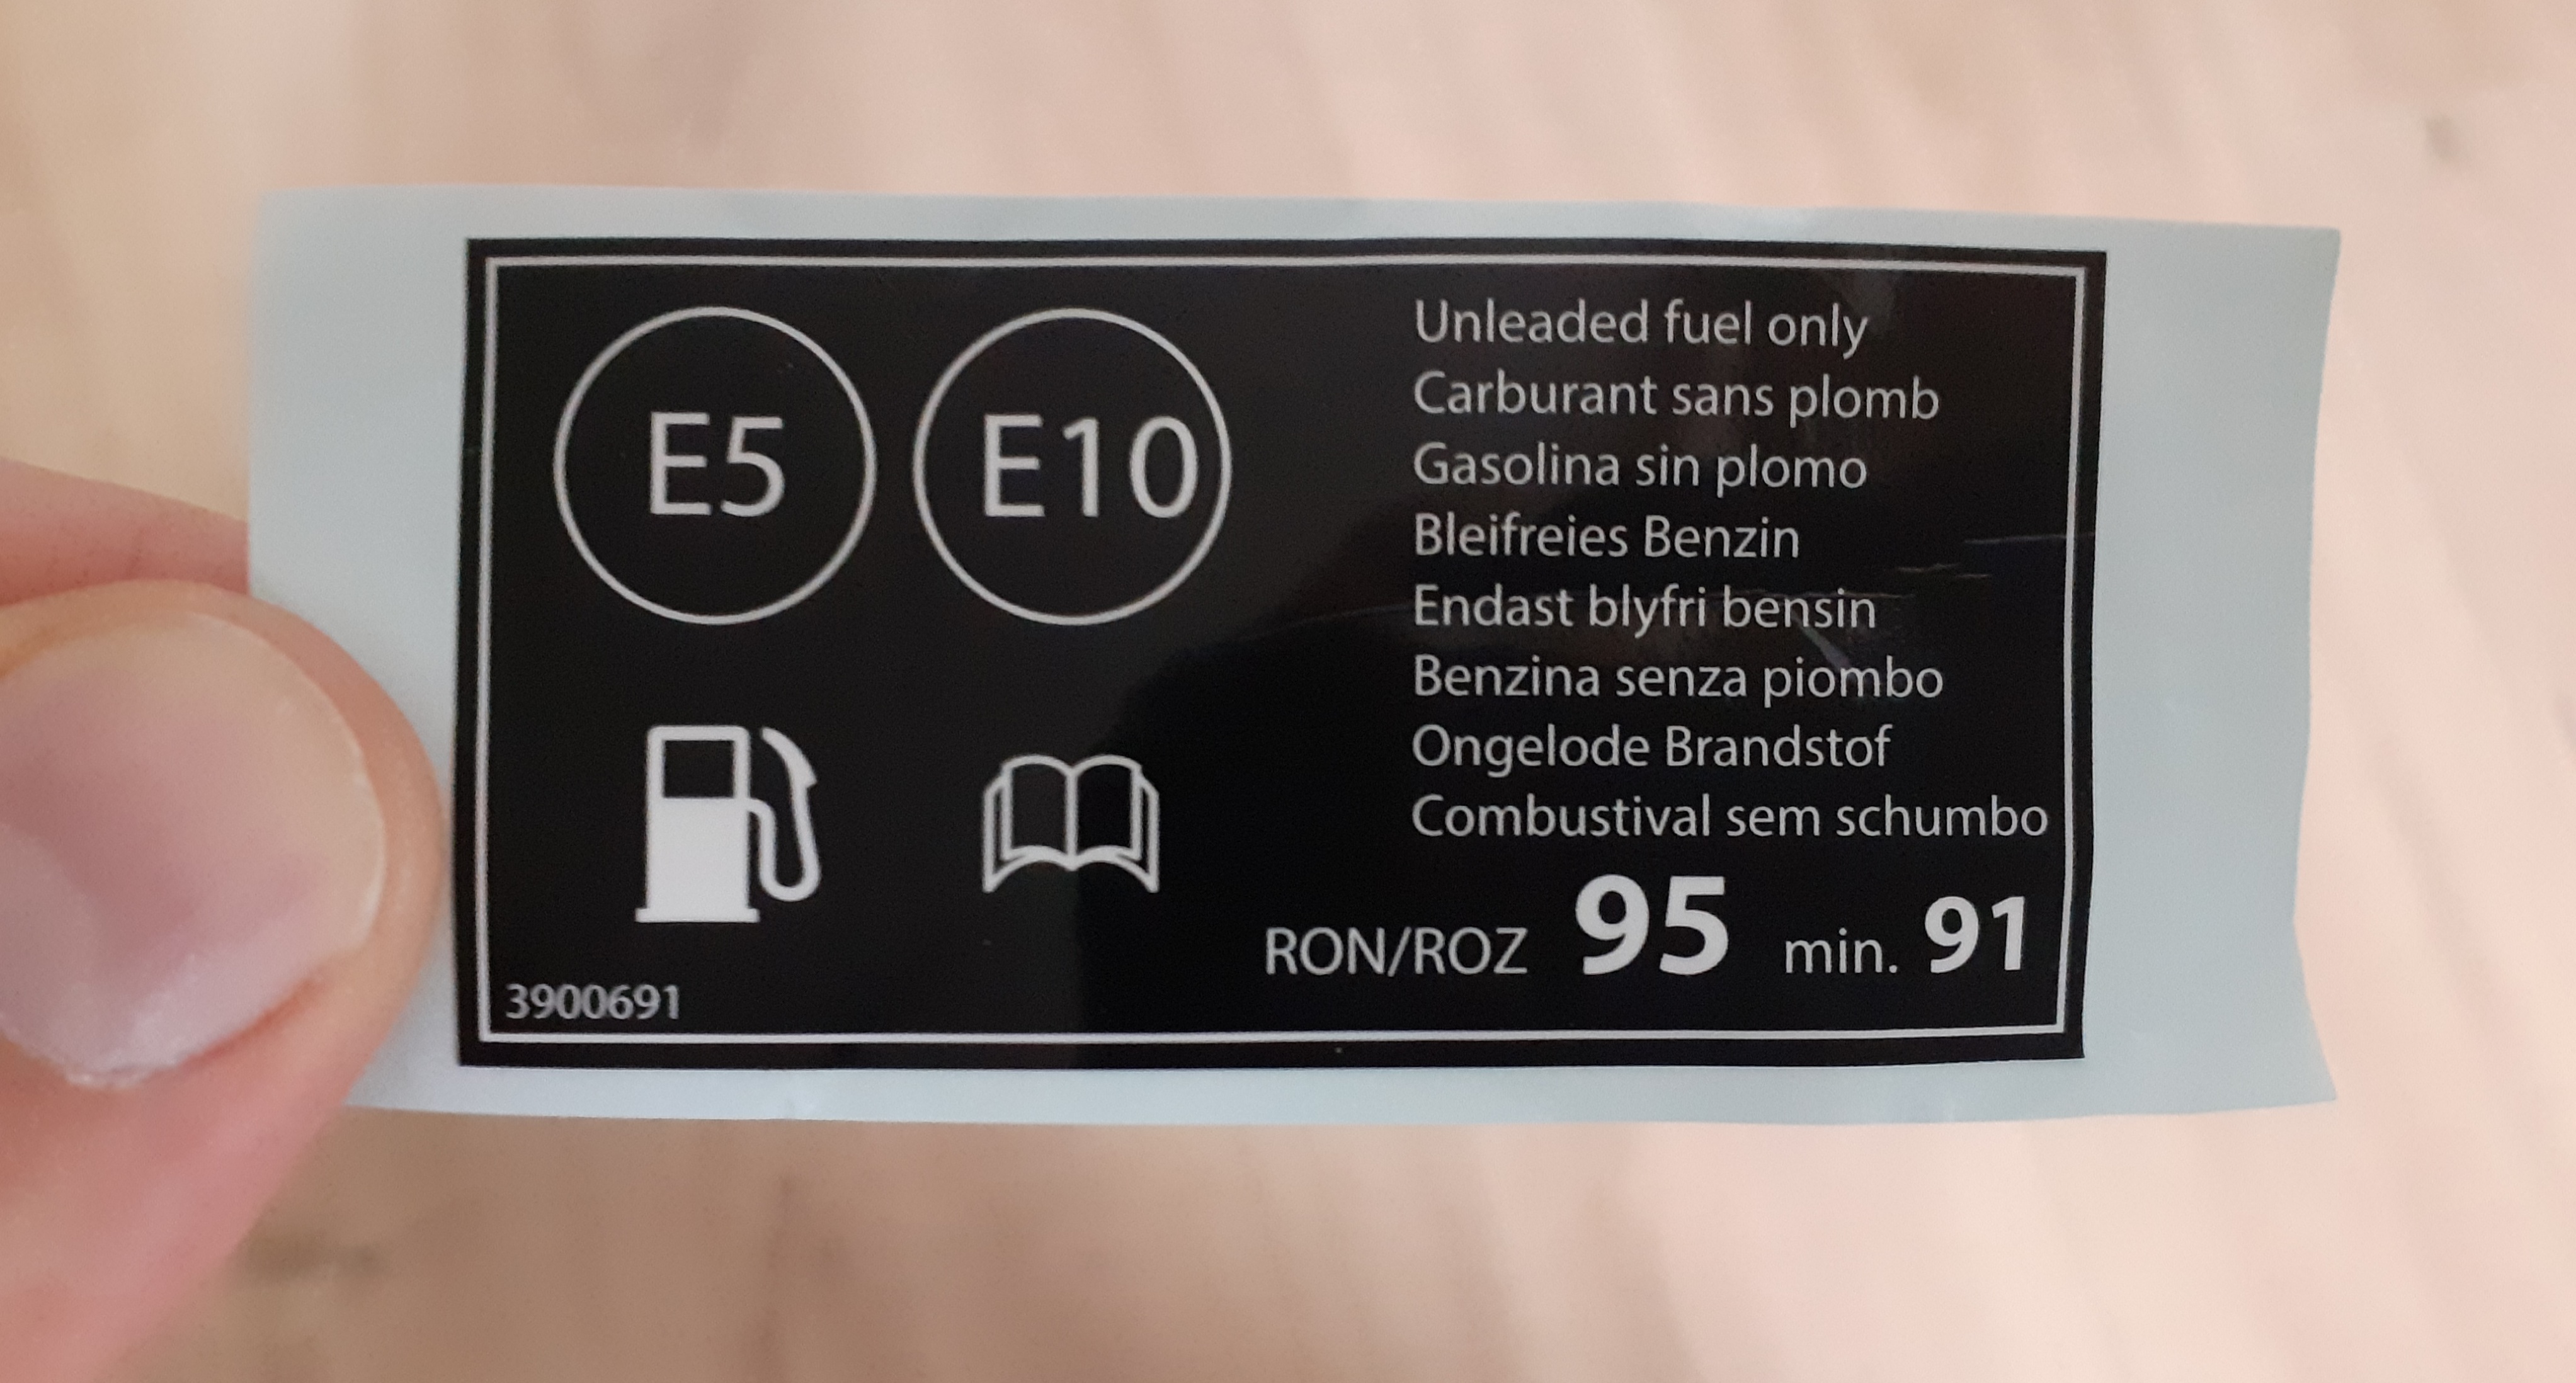 E5 E10
Unleaded fuel only
Carburant sans plomb
Gasolina sin plomo
Bleifreies Benzin
Endast blyfri bensin
Benzina senza piombo
Ongelode Brandstof
Combustival sem schumbo
RON/ROZ 95 min. 91
3900691